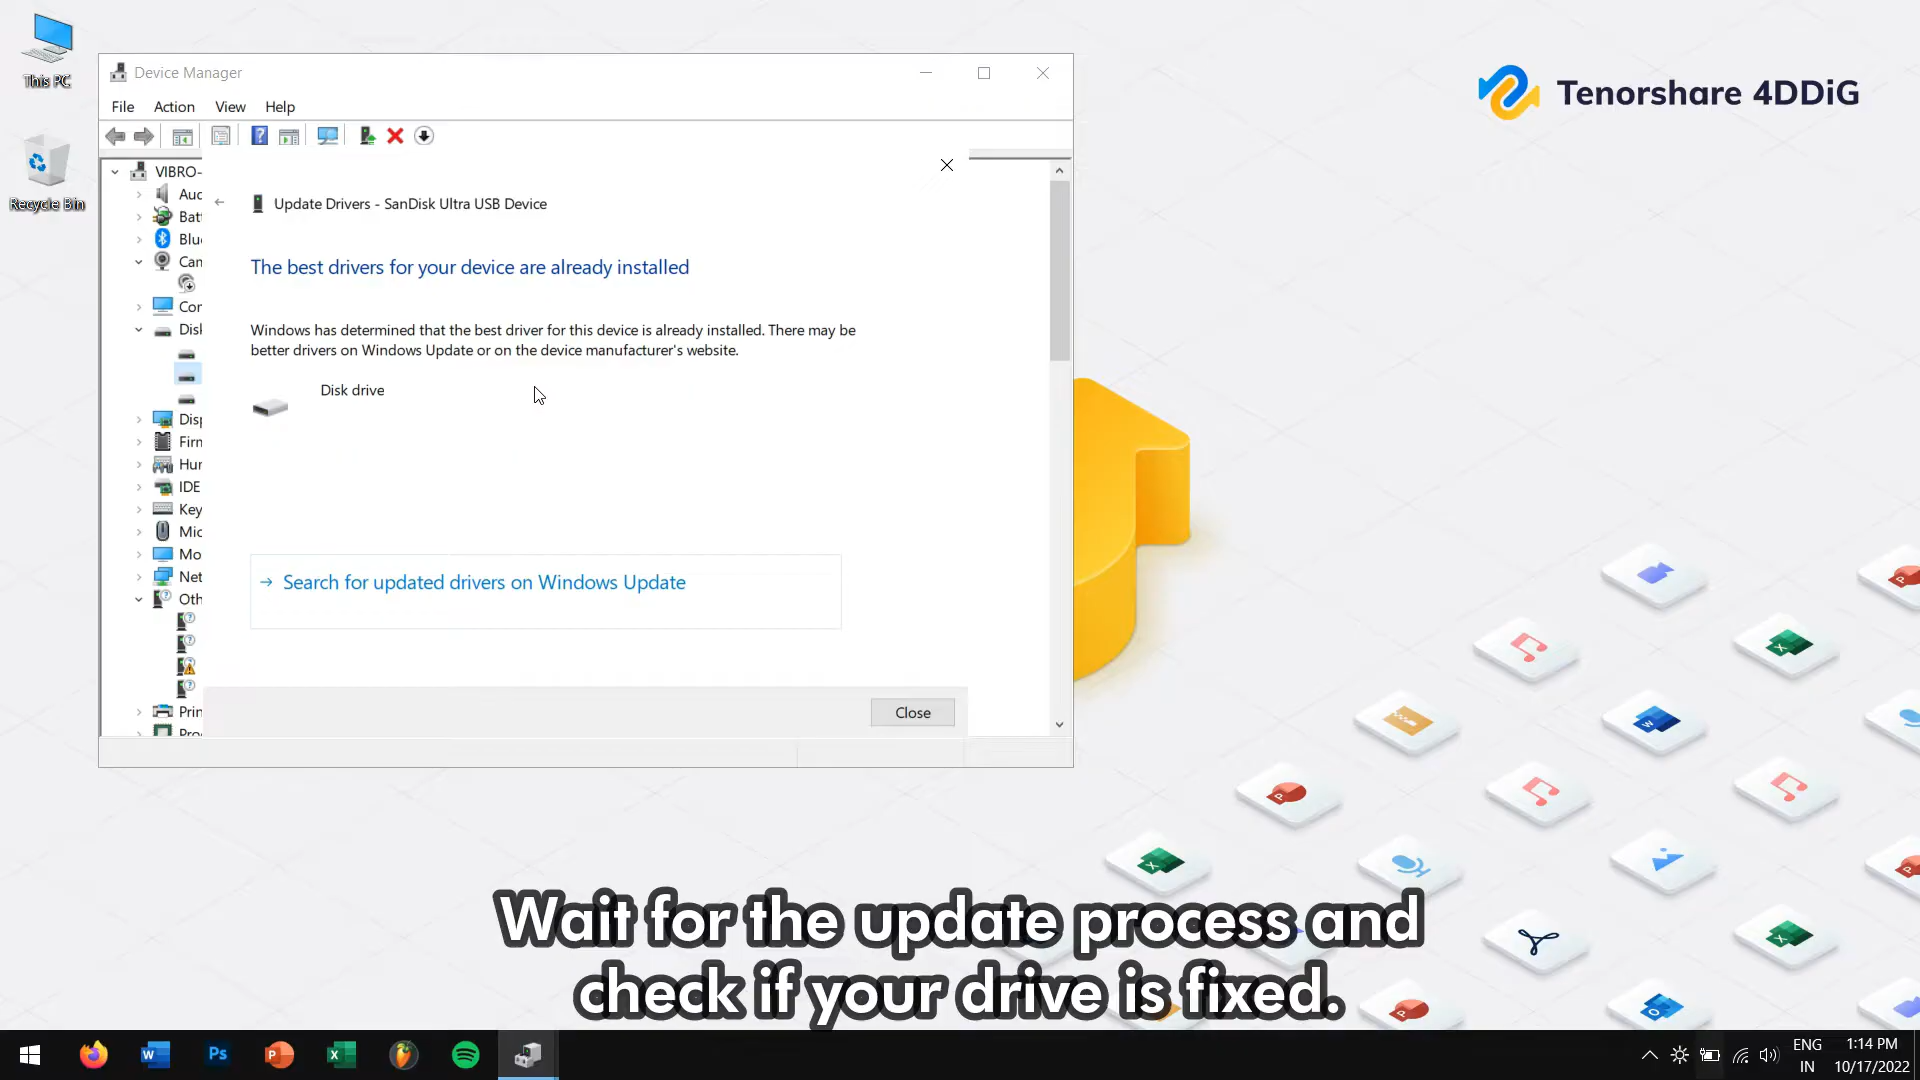 This PC
Recycle Bin
Device Manager
File Action View Help
VIBRO-
Update Drivers - SanDisk Ultra USB Device
The best drivers for your device are already installed
Windows has determined that the best driver for this device is already installed. There may be
better drivers on Windows Update or on the device manufacturer's website.
Disk drive
Search for updated drivers on Windows Update
Close
Tenorshare 4DDiG
Wait for the update process and
check if your drive is fixed.
ENG
IN
1:14 PM
10/17/2022